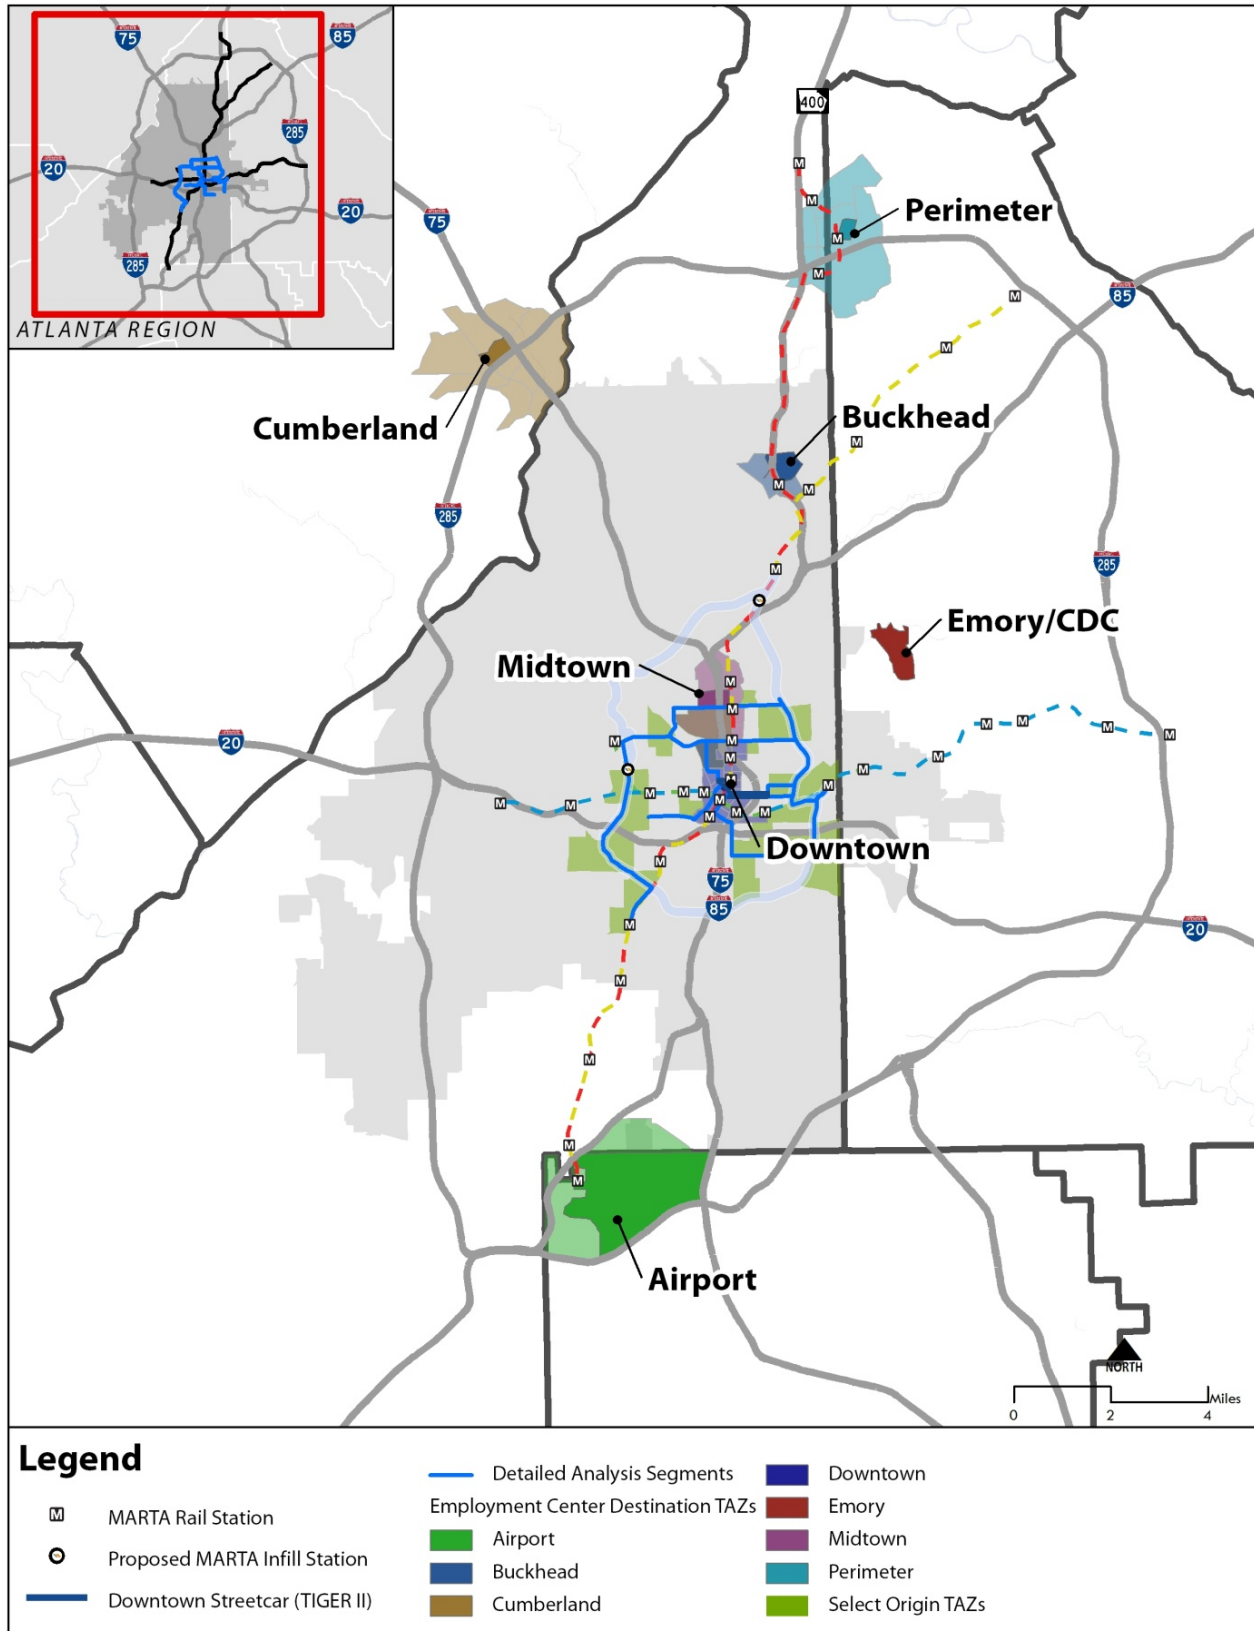 75
85
285
20
20
285
ATLANTA REGION
400
75
Perimeter
85
Cumberland
Buckhead
285
285
Emory/CDC
Midtown
20
Downtown
75
85
20
Airport
NORTH
Miles
0 2 4
Legend
M MARTA Rail Station
Proposed MARTA Infill Station
Downtown Streetcar (TIGER II)
Detailed Analysis Segments
Employment Center Destination TAZs
Airport
Buckhead
Cumberland
Downtown
Emory
Midtown
Perimeter
Select Origin TAZs